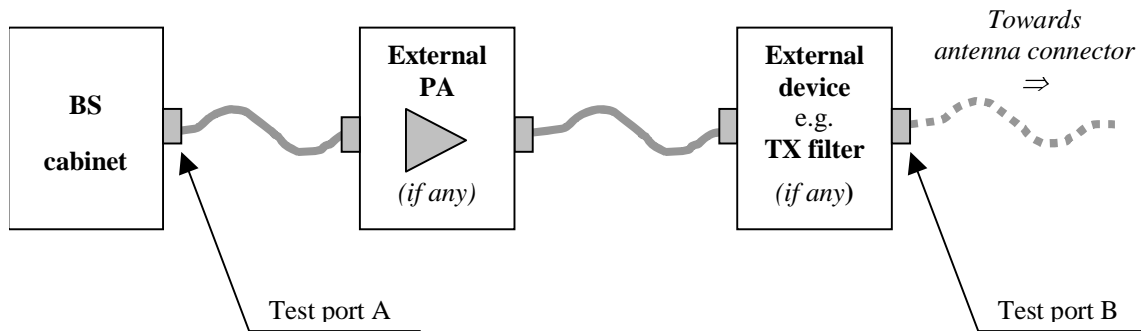 BS
cabinet
External
PA
(if any)
External
device
e.g.
TX filter
(if any)
Towards
antenna connector
⇒
Test port A
Test port B